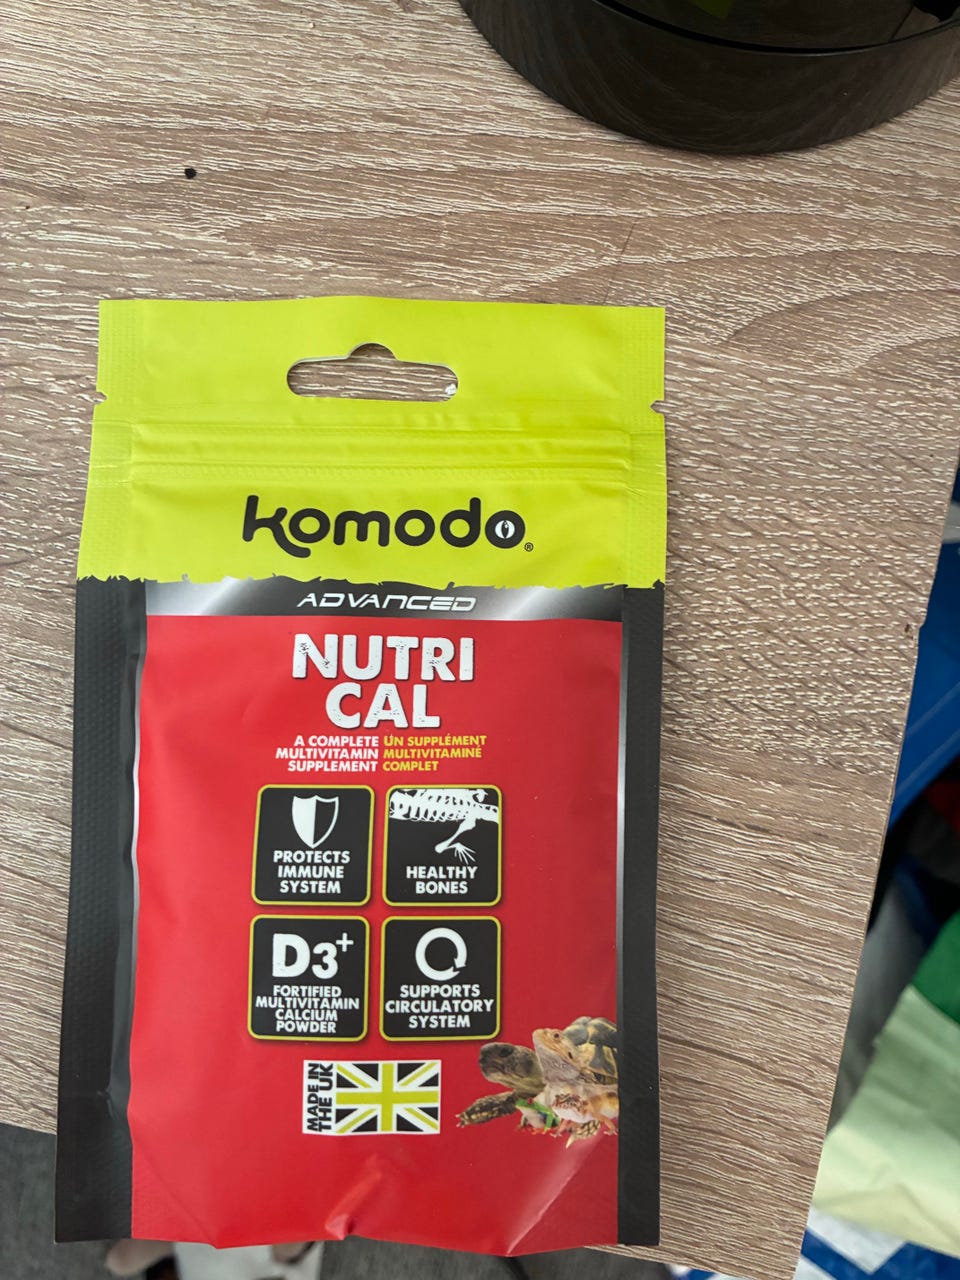 komodo®
ADVANCED
NUTRI
CAL
A COMPLETE
MULTIVITAMIN
SUPPLEMENT
UN SUPPLÉMENT
MULTIVITAMINÉ
COMPLET
PROTECTS
IMMUNE
SYSTEM
HEALTHY
BONES
D3+
FORTIFIED
MULTIVITAMIN
CALCIUM
POWDER
SUPPORTS
CIRCULATORY
SYSTEM
MADE IN
THE UK